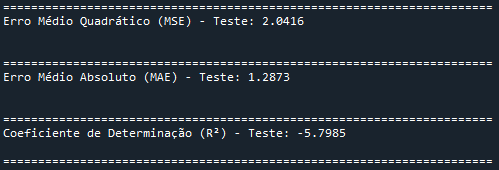 ======================================================================
Erro Médio Quadrático (MSE) - Teste: 2.0416
======================================================================
Erro Médio Absoluto (MAE) - Teste: 1.2873
======================================================================
Coeficiente de Determinação (R²) - Teste: -5.7985
======================================================================